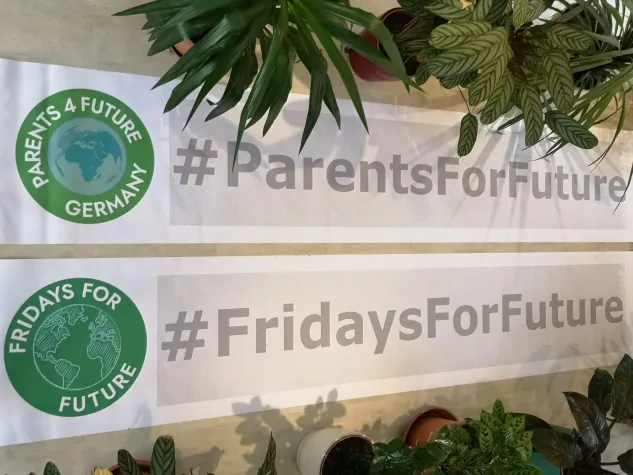 PARENTS 4 FUTURE
GERMANY
#ParentsForFuture
FRIDAYS FOR
FUTURE
#FridaysForFuture